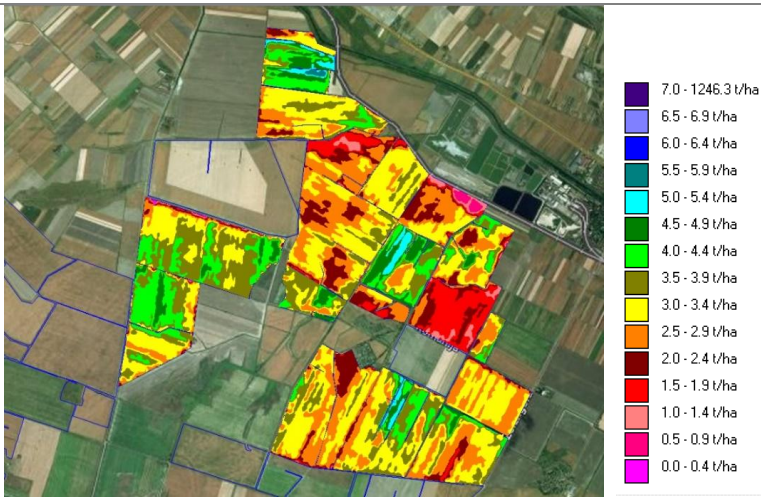 7.0 - 1246.3 t/ha
6.5 - 6.9 t/ha
6.0 - 6.4 t/ha
5.5 - 5.9 t/ha
5.0 - 5.4 t/ha
4.5 - 4.9 t/ha
4.0 - 4.4 t/ha
3.5 - 3.9 t/ha
3.0 - 3.4 t/ha
2.5 - 2.9 t/ha
2.0 - 2.4 t/ha
1.5 - 1.9 t/ha
1.0 - 1.4 t/ha
0.5 - 0.9 t/ha
0.0 - 0.4 t/ha